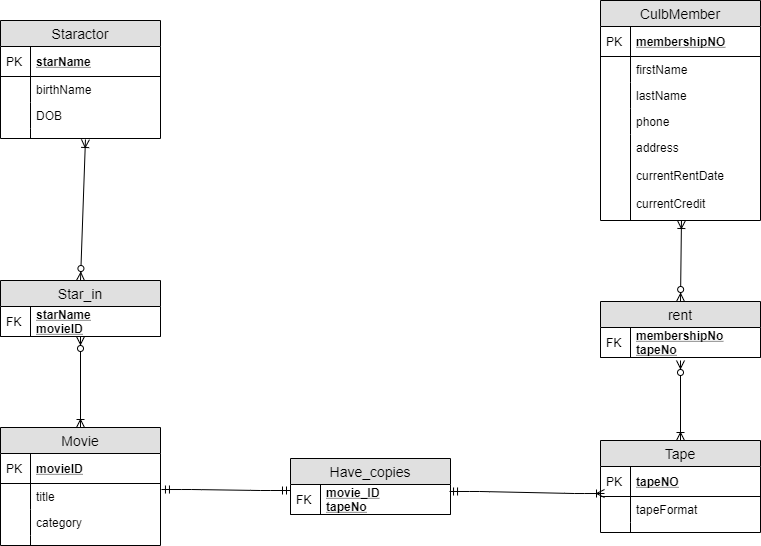 Staractor
PK starName
birthName
DOB
CulbMember
PK membershipNO
firstName
lastName
phone
address
currentRentDate
currentCredit
Star_in
FK starName
movieID
rent
FK membershipNo
tapeNo
Movie
PK movieID
title
category
Have_copies
FK movie_ID
tapeNo
Tape
PK tapeNO
tapeFormat